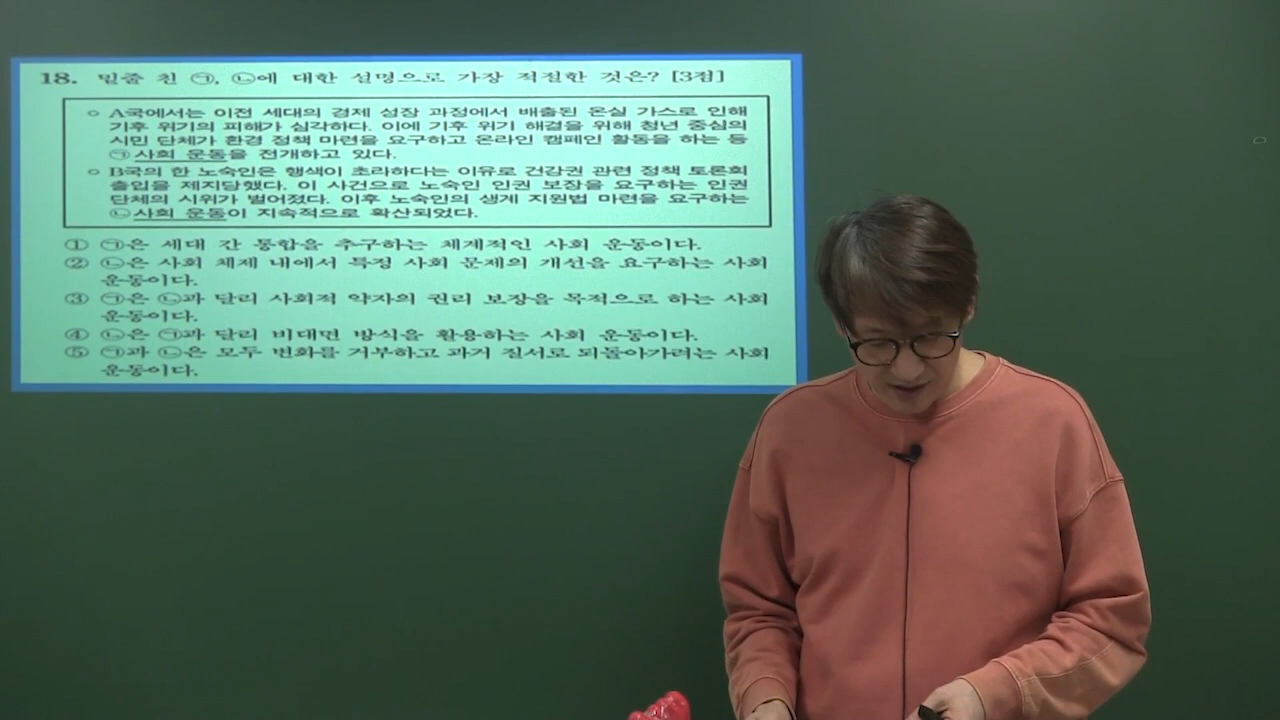 18. 밑줄 친 ㉠, ㉡에 대한 설명으로 가장 적절한 것은? [3점]
○ A국에서는 이전 세대의 경제 성장 과정에서 배출된 온실 가스로 인해
기후 위기의 피해가 심각하다. 이에 기후 위기 해결을 위해 청년 중심의
시민 단체가 환경 정책 마련을 요구하고 온라인 캠페인 활동을 하는 등
㉠ 사회 운동을 전개하고 있다.
○ B국의 한 노숙인은 행색이 초라하다는 이유로 건강권 관련 정책 토론회
출입을 제지당했다. 이 사건으로 노숙인 인권 보장을 요구하는 인권
단체의 시위가 벌어졌다. 이후 노숙인의 생계 지원법 마련을 요구하는
㉡ 사회 운동이 지속적으로 확산되었다.
① ㉠은 세대 간 통합을 추구하는 체계적인 사회 운동이다.
② ㉡은 사회 체제 내에서 특정 사회 문제의 개선을 요구하는 사회
운동이다.
③ ㉠은 ㉡과 달리 사회적 약자의 권리 보장을 목적으로 하는 사회
운동이다.
④ ㉡은 ㉠과 달리 비대면 방식을 활용하는 사회 운동이다.
⑤ ㉠과 ㉡은 모두 변화를 거부하고 과거 질서로 되돌아가려는 사회
운동이다.